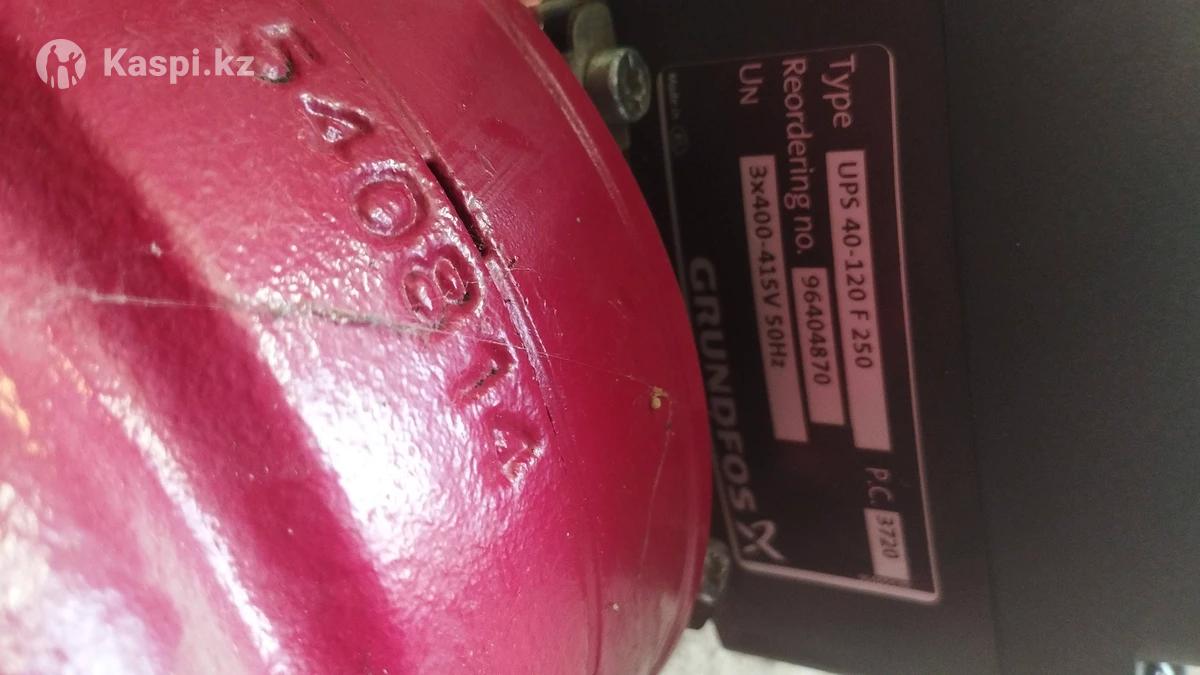 Kaspi.kz
540814
Type UPS 40-120 F 250 P.C. 3720
Reordering no. 96404870
UN 3x400-415V 50Hz
GRUNDFOS